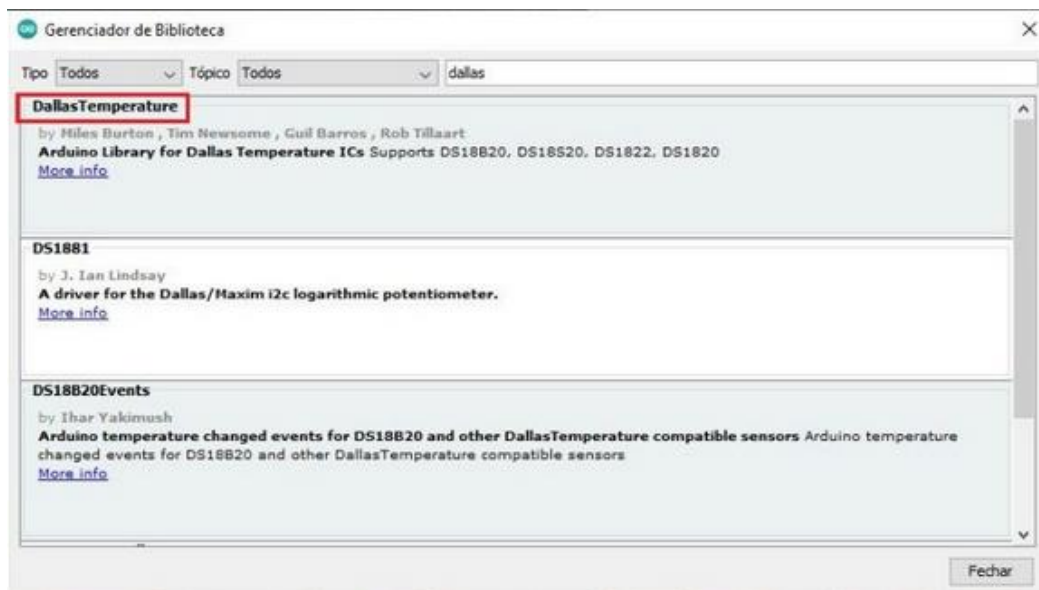 Gerenciador de Biblioteca
Tipo Todos Tópico Todos dallas
DallasTemperature
by Miles Burton , Tim Newsome , Guil Barros , Rob Tillaart
Arduino Library for Dallas Temperature ICs Supports DS18B20, DS18S20, DS1822, DS1820
More info
DS1881
by J. Ian Lindsay
A driver for the Dallas/Maxim i2c logarithmic potentiometer.
More info
DS18B20Events
by Ihar Yakimush
Arduino temperature changed events for DS18B20 and other DallasTemperature compatible sensors Arduino temperature
changed events for DS18B20 and other DallasTemperature compatible sensors
More info
Fechar